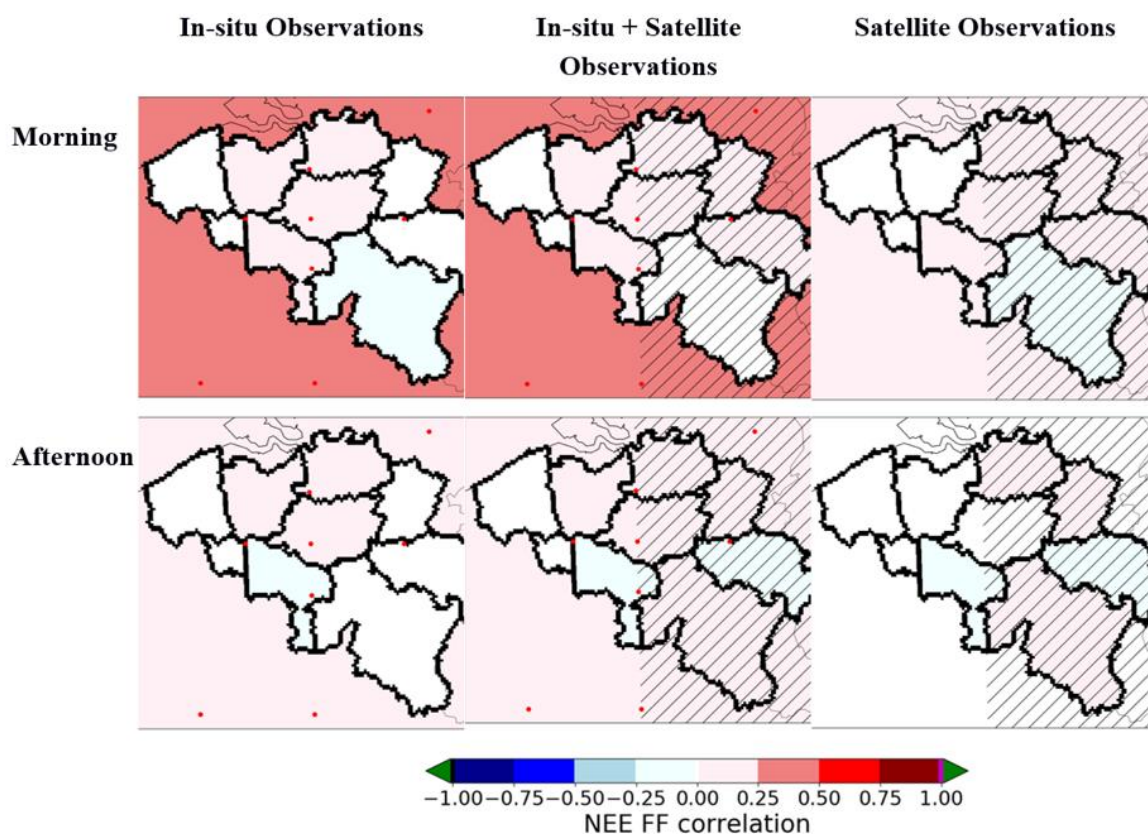 In-situ Observations
In-situ + Satellite
Observations
Satellite Observations
Morning
Afternoon
−1.00 −0.75 −0.50 −0.25 0.00 0.25 0.50 0.75 1.00
NEE FF correlation